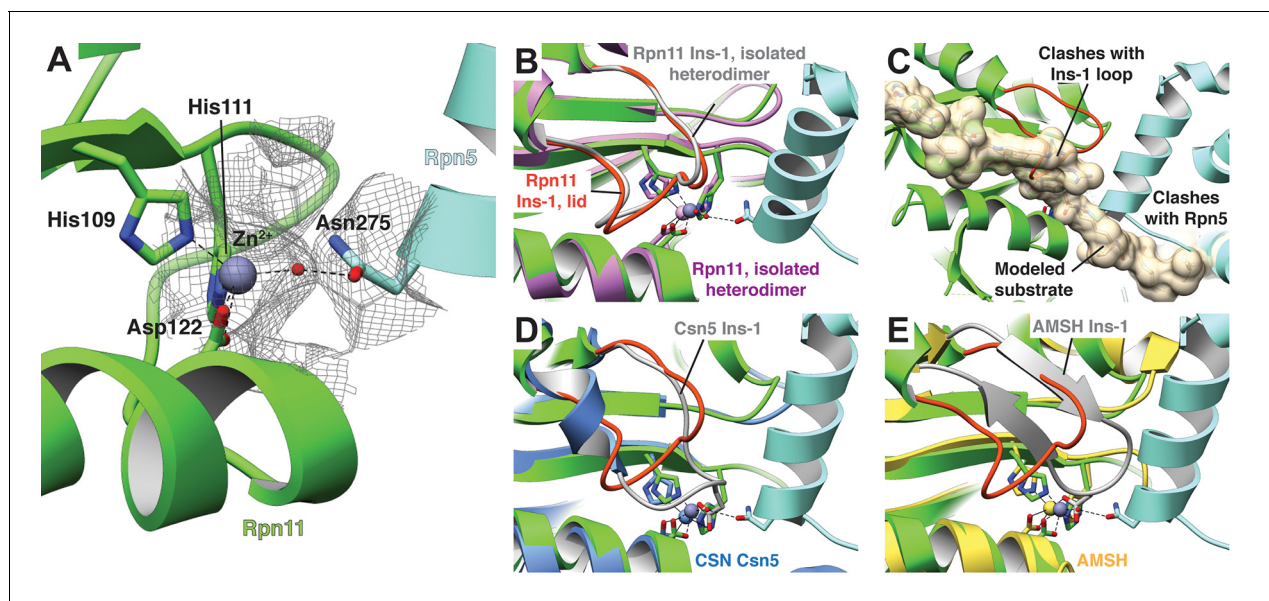 A
His111
Rpn5
His109
Zn2+
Asn275
Asp122
Rpn11
B
Rpn11 Ins-1, isolated
heterodimer
Rpn11
Ins-1, lid
Rpn11, isolated
heterodimer
C
Clashes with
Ins-1 loop
Clashes
with Rpn5
Modeled
substrate
D
Csn5 Ins-1
CSN Csn5
E
AMSH Ins-1
AMSH